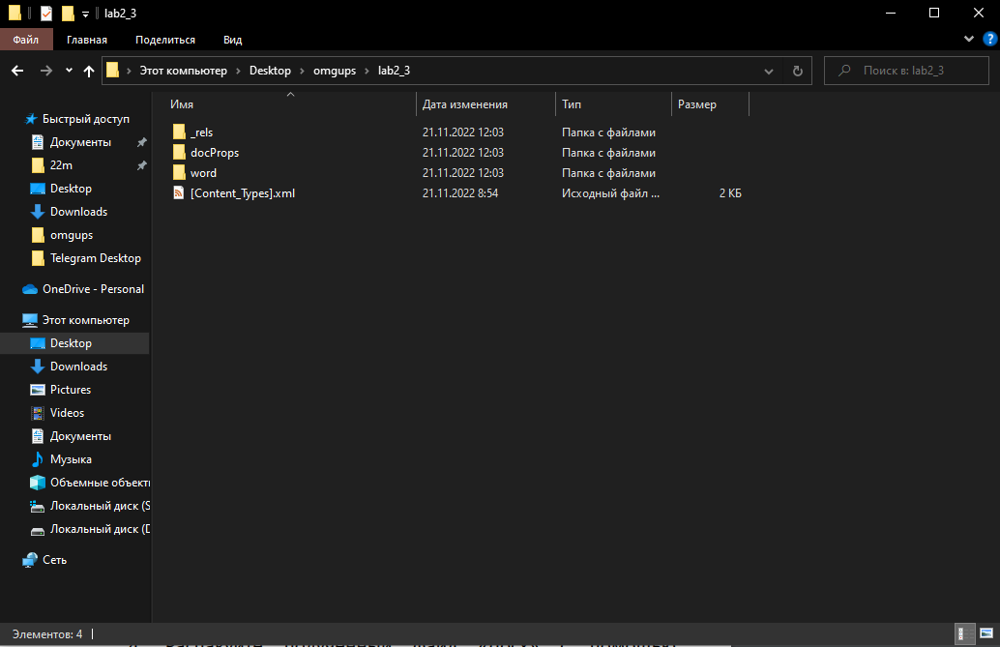 lab2_3
Файл Главная Поделиться Вид
Этот компьютер Desktop omgups lab2_3 Поиск в: lab2_3
Имя Дата изменения Тип Размер
_rels 21.11.2022 12:03 Папка с файлами
docProps 21.11.2022 12:03 Папка с файлами
word 21.11.2022 12:03 Папка с файлами
[Content_Types].xml 21.11.2022 8:54 Исходный файл ... 2 КБ
Быстрый доступ
Документы
22m
Desktop
Downloads
omgups
Telegram Desktop
OneDrive - Personal
Этот компьютер
Desktop
Downloads
Pictures
Videos
Документы
Музыка
Объемные объект
Локальный диск (S
Локальный диск (D
Сеть
Элементов: 4